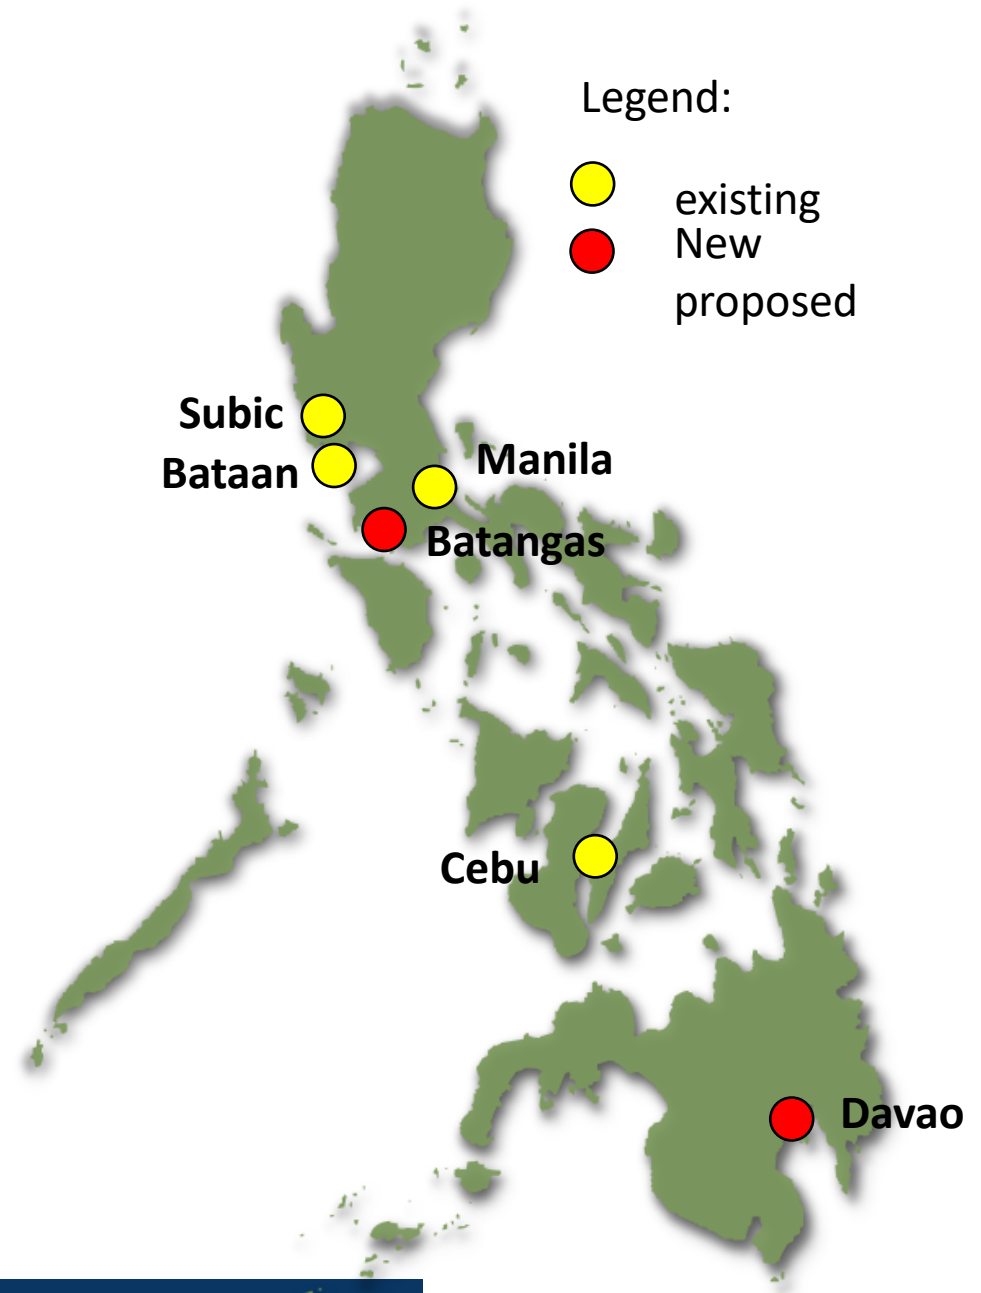 Legend:
existing
New
proposed
Subic
Bataan
Manila
Batangas
Cebu
Davao